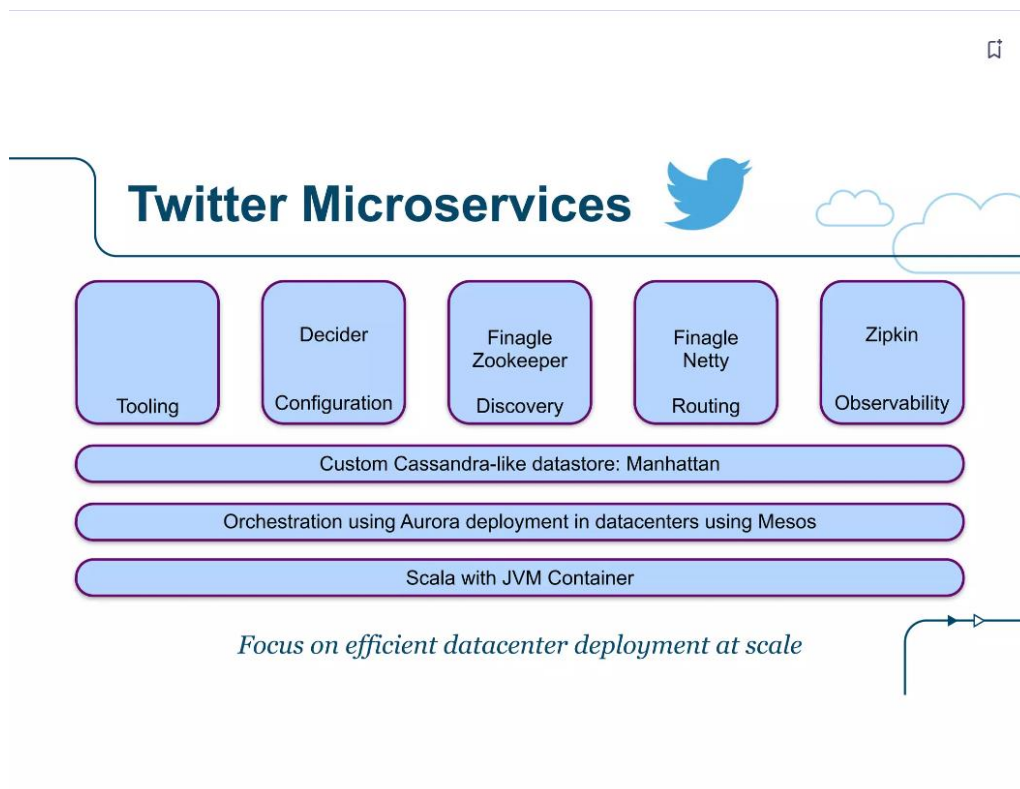 Twitter Microservices
Tooling
Decider
Configuration
Finagle
Zookeeper
Discovery
Finagle
Netty
Routing
Zipkin
Observability
Custom Cassandra-like datastore: Manhattan
Orchestration using Aurora deployment in datacenters using Mesos
Scala with JVM Container
Focus on efficient datacenter deployment at scale